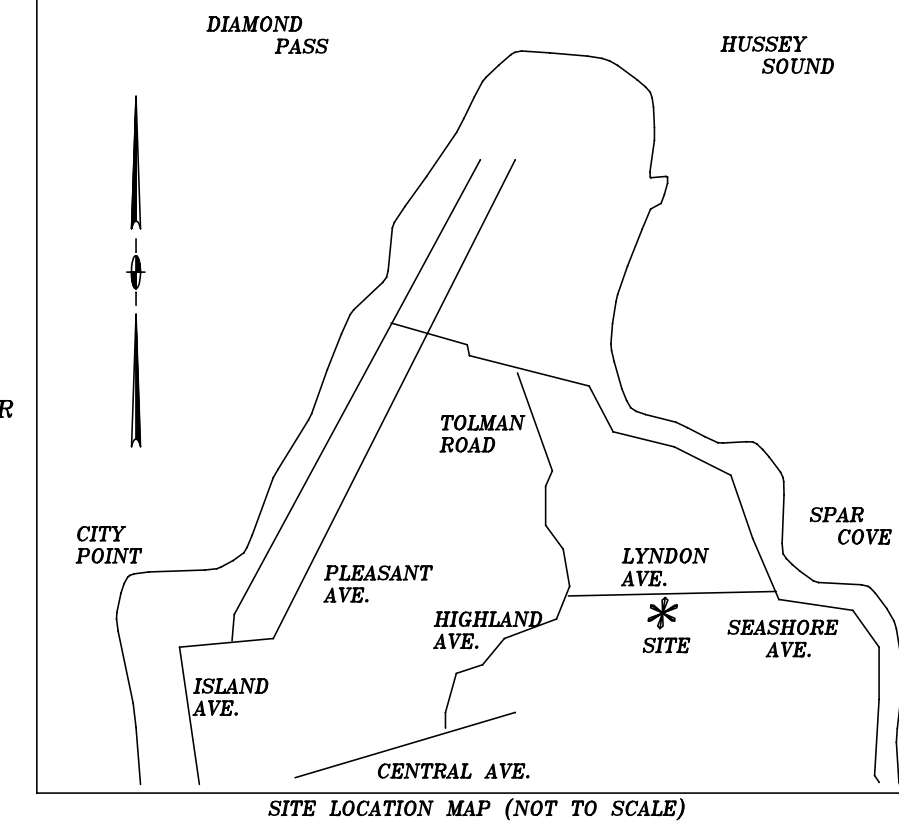 DIAMOND
PASS
HUSSEY
SOUND
R
TOLMAN
ROAD
CITY
POINT
SPAR
COVE
LYNDON
AVE.
PLEASANT
AVE.
HIGHLAND
AVE.
SITE
SEASHORE
AVE.
ISLAND
AVE.
CENTRAL AVE.
SITE LOCATION MAP (NOT TO SCALE)